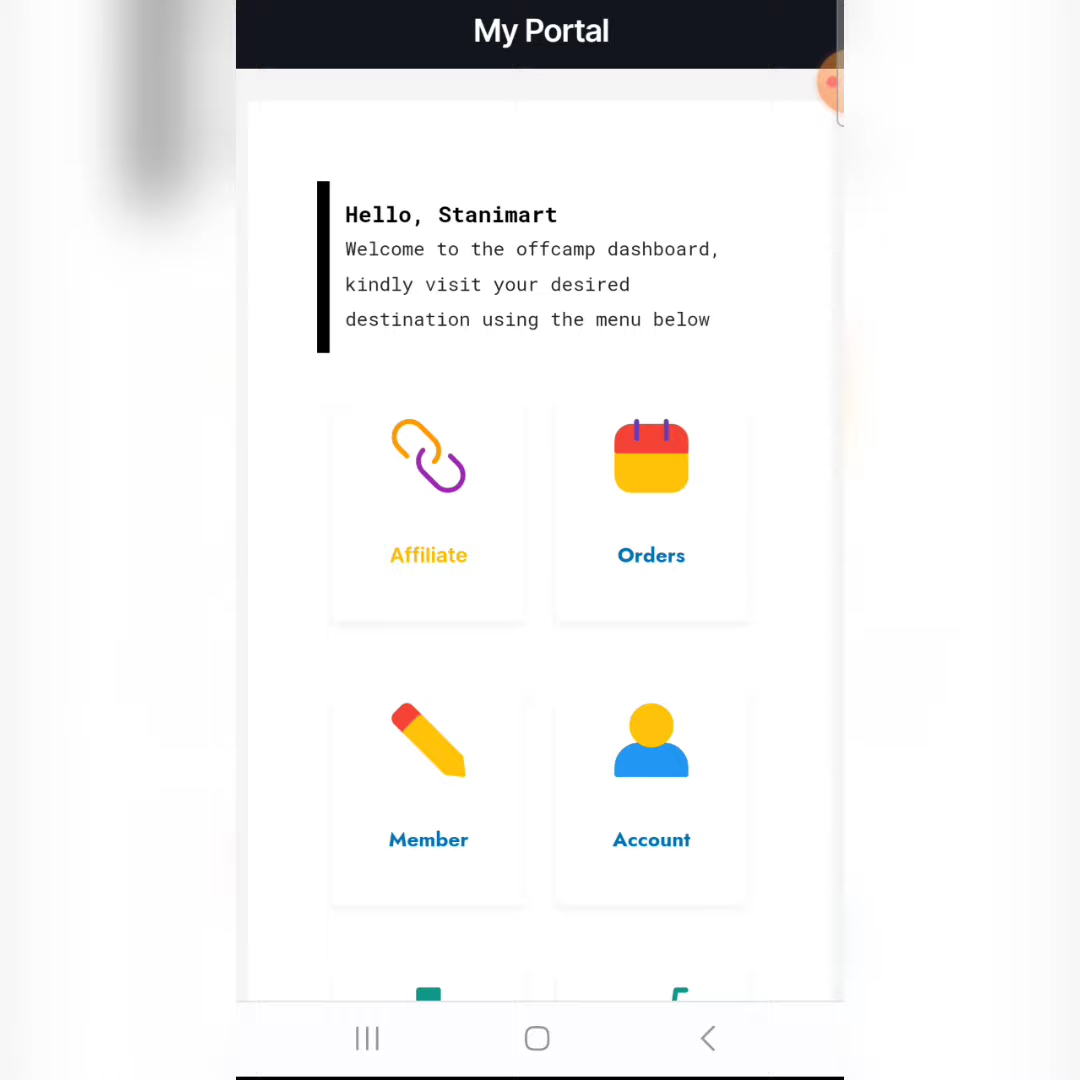 My Portal
Hello, Stanimart
Welcome to the offcamp dashboard,
kindly visit your desired
destination using the menu below
Affiliate
Orders
Member
Account